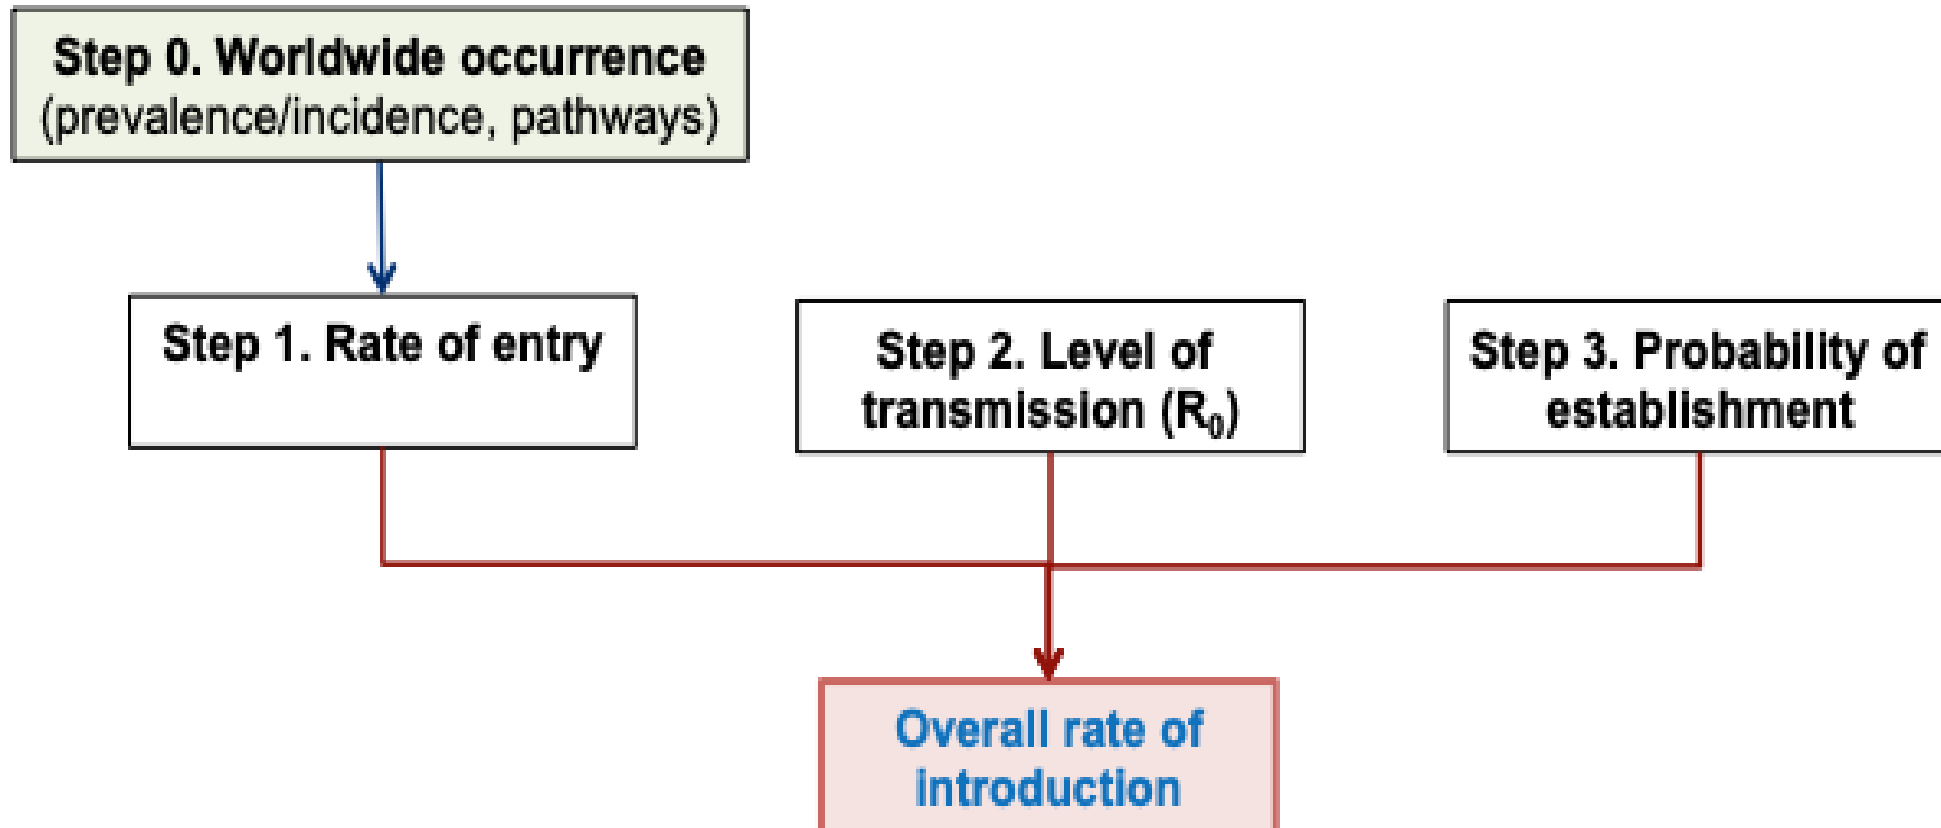 Step 0. Worldwide occurrence
(prevalence/incidence, pathways)
Step 1. Rate of entry
Step 2. Level of
transmission (R₀)
Step 3. Probability of
establishment
Overall rate of
introduction